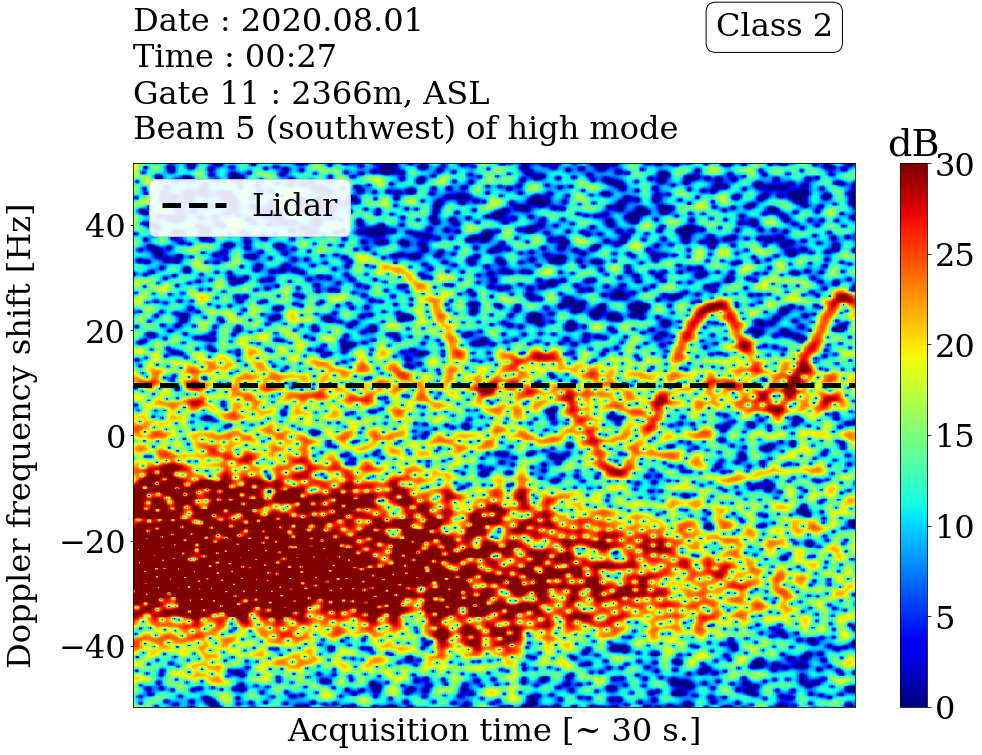 Date : 2020.08.01
Time : 00:27
Gate 11 : 2366m, ASL
Beam 5 (southwest) of high mode
Class 2
dB
Lidar
Doppler frequency shift [Hz]
40
20
0
−20
−40
30
25
20
15
10
5
0
Acquisition time [~ 30 s.]